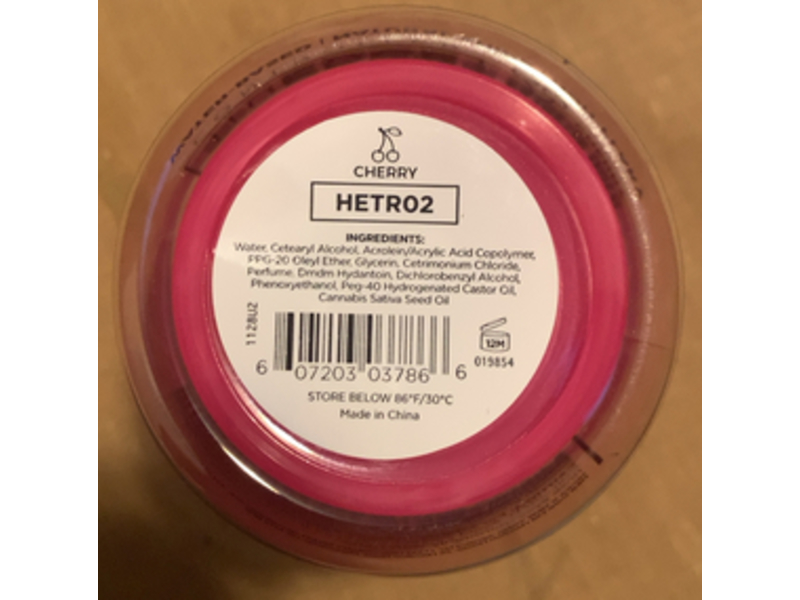 CHERRY
HETR02
INGREDIENTS:
Water, Cetearyl Alcohol, Acrolein/Acrylic Acid Copolymer,
PPG-20 Oleyl Ether, Glycerin, Cetrimonium Chloride,
Perfume, Dmdm Hydantoin, Dichlorobenzyl Alcohol,
Phenoxyethanol, Peg-40 Hydrogenated Castor Oil,
Cannabis Sativa Seed Oil
1128U2
12M
019854
6 07203 03786 6
STORE BELOW 86°F/30°C
Made in China